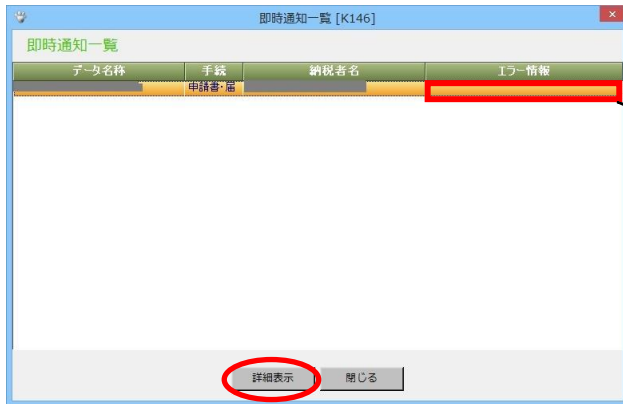 即時通知一覧 [K146]
即時通知一覧
データ名称 手続 納税者名 エラー情報
申請書・届
詳細表示 閉じる